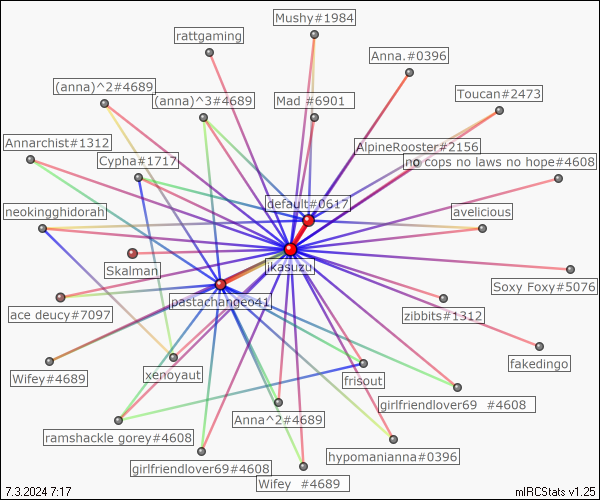 Mushy#1984
rattgaming
Anna.#0396
(anna)^2#4689
(anna)^3#4689
Mad #6901
Toucan#2473
Annarchist#1312
AlpineRooster#2156
Cypha#1717
no cops no laws no hope#4608
default#0617
neokingghidorah
avelicious
Skalman
ikasuzu
Soxy Foxy#5076
pastachangeo41
ace deucy#7097
zibbits#1312
fakedingo
Wifey#4689
xenoyaut
frisout
girlfriendlover69 #4608
Anna^2#4689
ramshackle gorey#4608
hypomanianna#0396
girlfriendlover69#4608
Wifey #4689
7.3.2024 7:17
mIRCStats v1.25